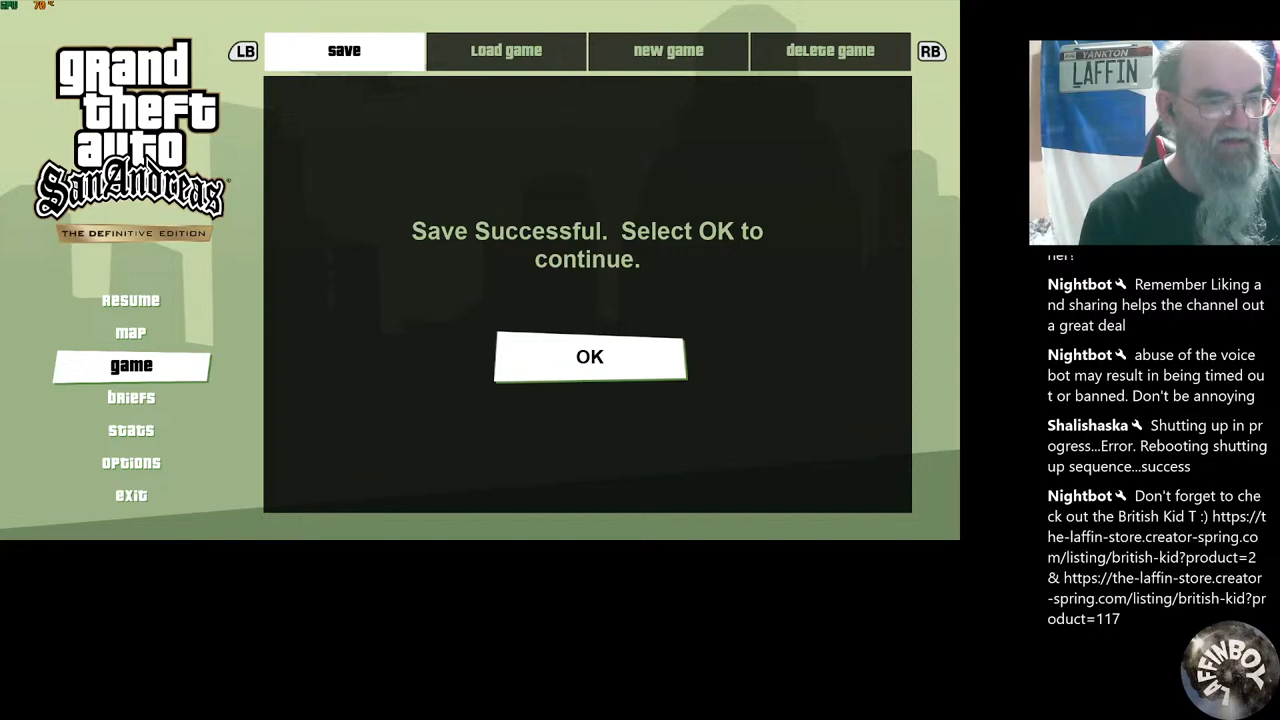 GPU 70 °C
grand
theft
auto
San Andreas
THE DEFINITIVE EDITION
LB
save
Load game
new game
delete game
RB
Save Successful. Select OK to
continue.
OK
Resume
map
game
Briefs
Stats
Options
Exit
YANKTON
LAFFIN
her!
Nightbot Remember Liking a
nd sharing helps the channel out
a great deal
Nightbot abuse of the voice
bot may result in being timed ou
t or banned. Don't be annoying
Shalishaska Shutting up in pr
ogress...Error. Rebooting shutting
up sequence...success
Nightbot Don't forget to che
ck out the British Kid T :) https://t
he-laffin-store.creator-spring.co
m/listing/british-kid?product=2
& https://the-laffin-store.creator
-spring.com/listing/british-kid?pr
oduct=117
LAFFINBOY